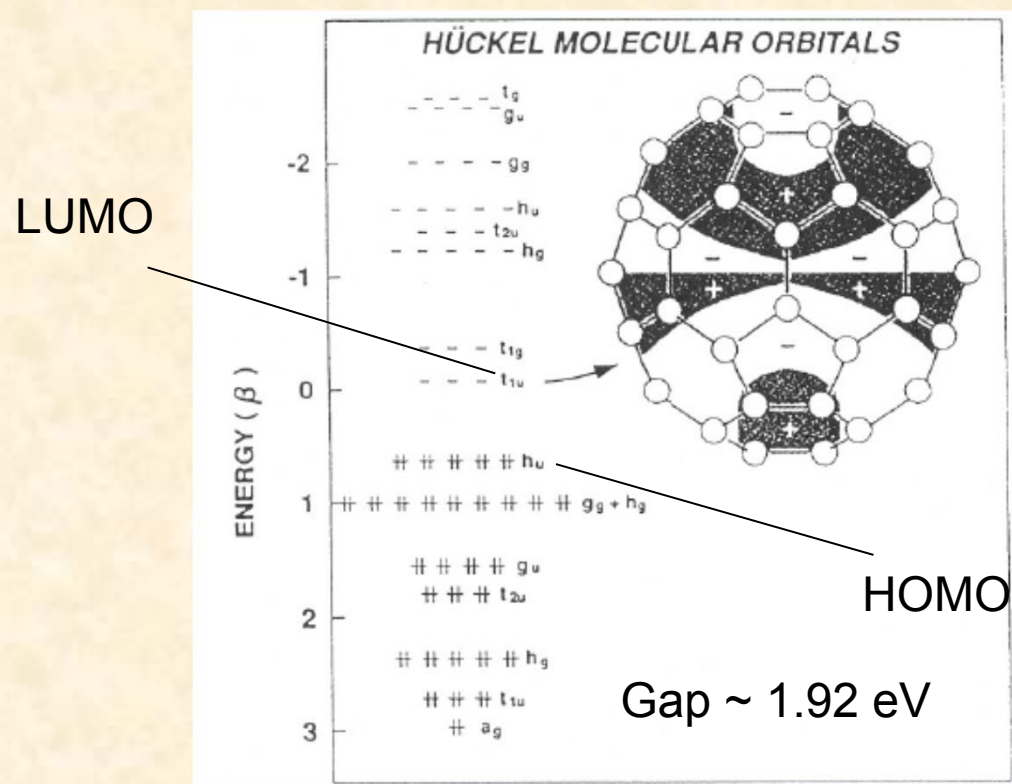 HÜCKEL MOLECULAR ORBITALS
t_g
g_u
-2
g_g
LUMO
h_u
t_2u
h_g
-1
t_1g
t_1u
0
ENERGY (β)
h_u
1
g_g + h_g
g_u
HOMO
t_2u
2
h_g
Gap ~ 1.92 eV
t_1u
a_g
3
-
+
-
-
+
+
-
+